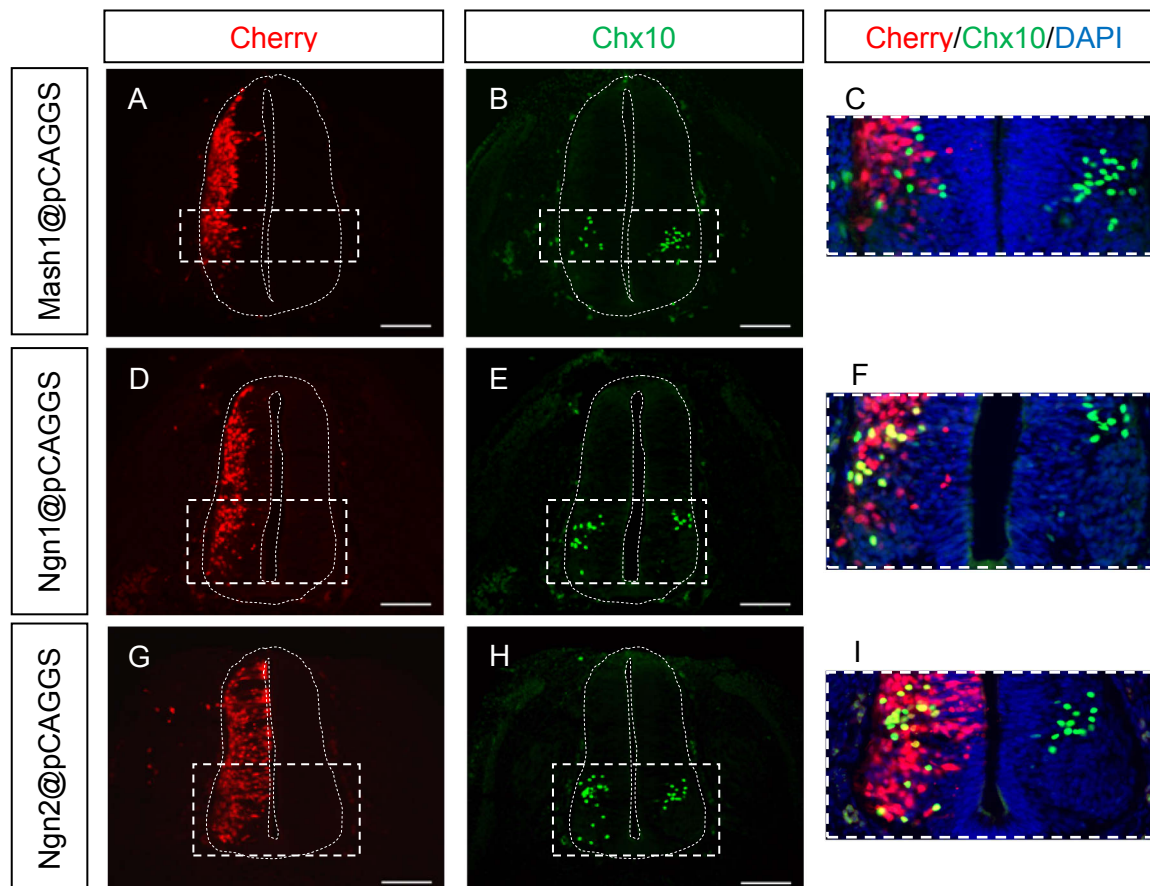 Cherry
Chx10
Cherry/Chx10/DAPI
Mash1@pCAGGS
A
B
C
Ngn1@pCAGGS
D
E
F
Ngn2@pCAGGS
G
H
I